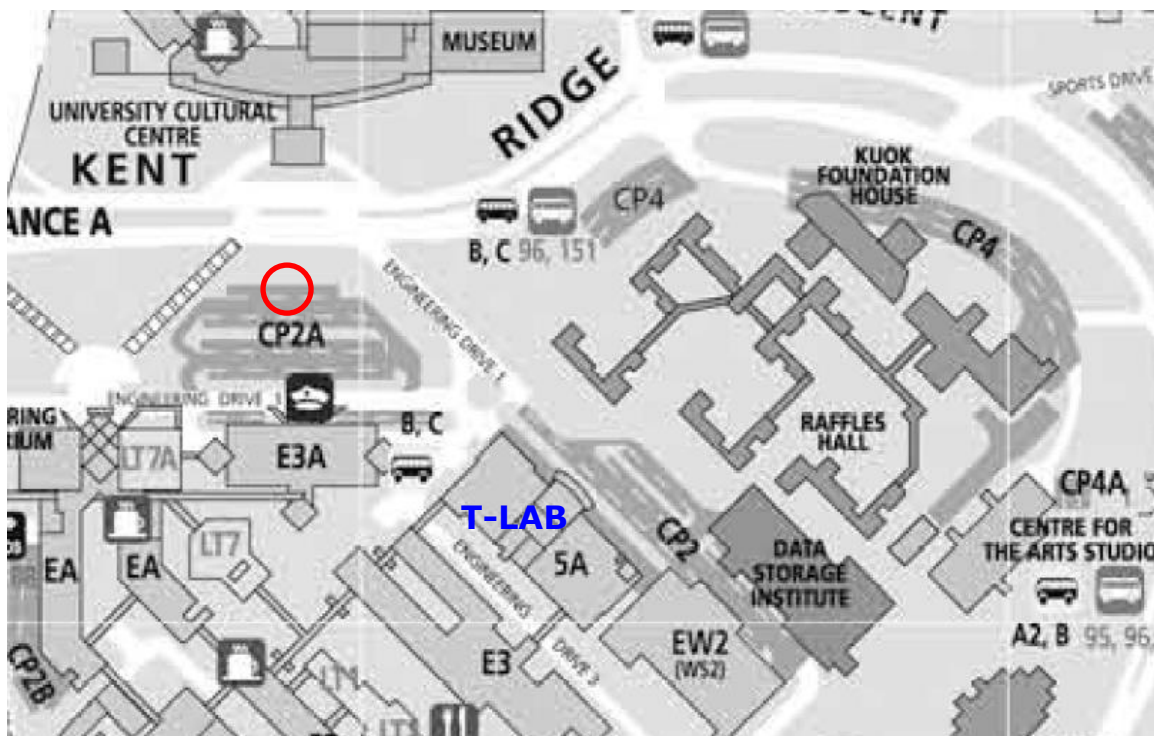 MUSEUM
UNIVERSITY CULTURAL
CENTRE
KENT
RIDGE
SPORTS DRIVE
KUOK
FOUNDATION
HOUSE
CP4
CP4
ANCE A
B, C 96, 151
ENGINEERING DRIVE 1
CP2A
ENGINEERING DRIVE 1
B, C
LT7A
E3A
RAFFLES
HALL
T-LAB
CP4A
CENTRE FOR
THE ARTS STUDIO
CP2
LT7
EA
EA
5A
DATA
STORAGE
INSTITUTE
ENGINEERING
DRIVE 3
A2, B 95, 96,
EW2
(WS2)
E3
CP2B